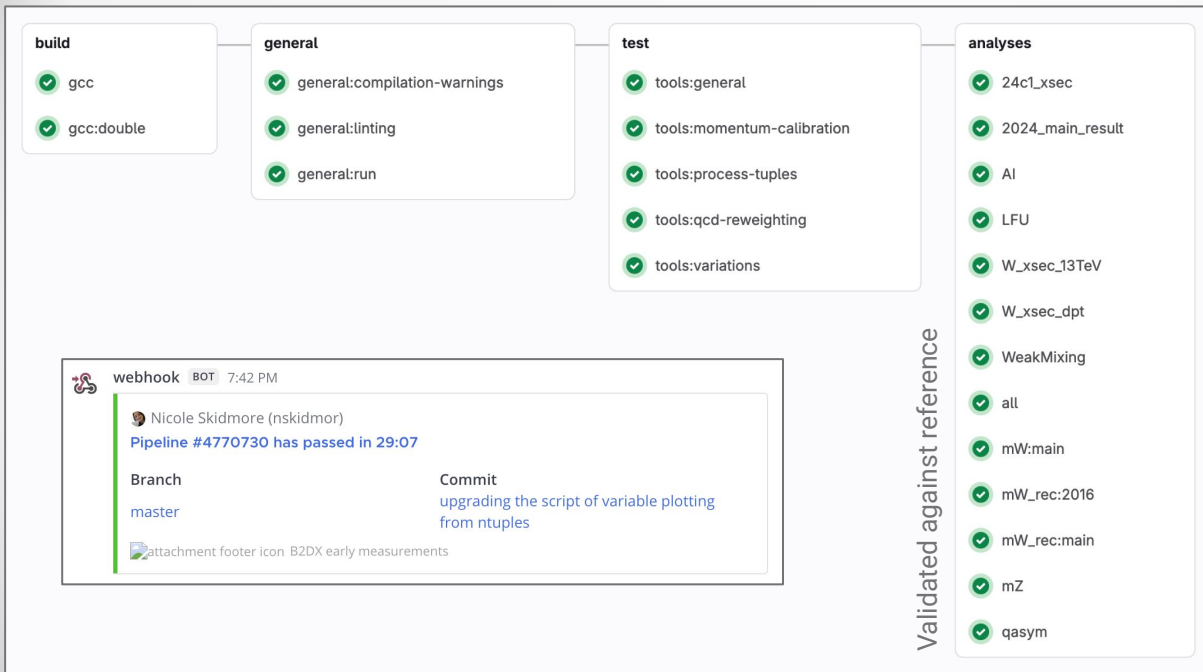 build
gcc
gcc:double
general
general:compilation-warnings
general:linting
general:run
test
tools:general
tools:momentum-calibration
tools:process-tuples
tools:qcd-reweighting
tools:variations
analyses
24c1_xsec
2024_main_result
AI
LFU
W_xsec_13TeV
W_xsec_dpt
WeakMixing
all
mW:main
mW_rec:2016
mW_rec:main
mZ
qasym
Validated against reference
webhook BOT 7:42 PM
Nicole Skidmore (nskidmor)
Pipeline #4770730 has passed in 29:07
Branch
master
Commit
upgrading the script of variable plotting
from ntuples
attachment footer icon B2DX early measurements